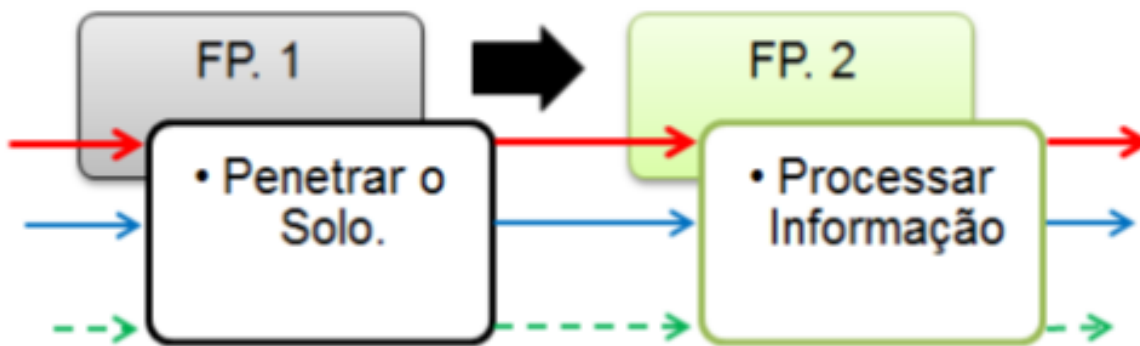 FP. 1
FP. 2
• Penetrar o
Solo.
• Processar
Informação